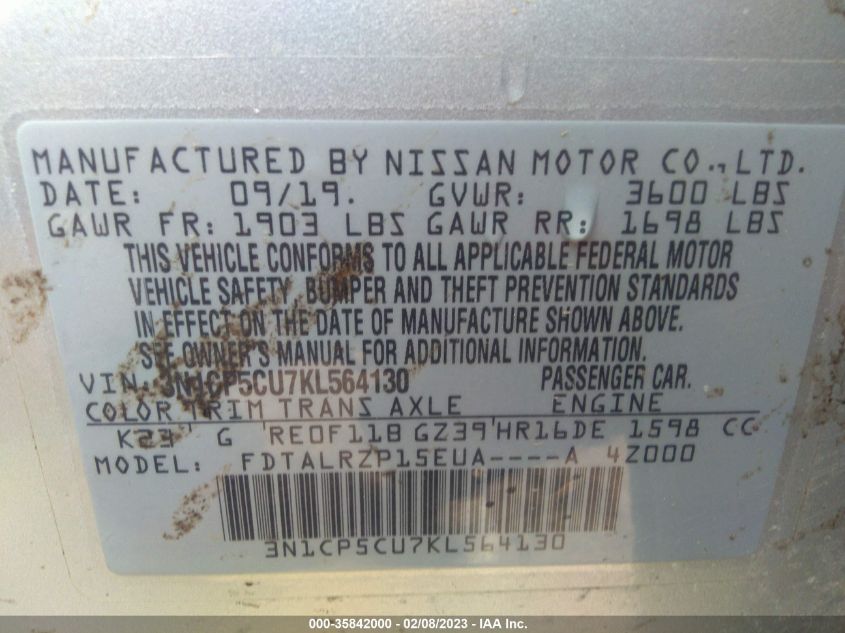 MANUFACTURED BY NISSAN MOTOR CO., LTD.
DATE: 09/19. GVWR: 3600 LBS
GAWR FR: 1903 LBS GAWR RR: 1698 LBS
THIS VEHICLE CONFORMS TO ALL APPLICABLE FEDERAL MOTOR
VEHICLE SAFETY, BUMPER AND THEFT PREVENTION STANDARDS
IN EFFECT ON THE DATE OF MANUFACTURE SHOWN ABOVE.
SEE OWNER'S MANUAL FOR ADDITIONAL INFORMATION.
VIN: 3N1CP5CU7KL564130 PASSENGER CAR.
COLOR TRIM TRANS AXLE ENGINE
K23 G RE0F11B GZ39 HR16DE 1598 CC
MODEL: FDTALRZP15EUA----A 4Z000
3N1CP5CU7KL564130
000-35842000 - 02/08/2023 - IAA Inc.